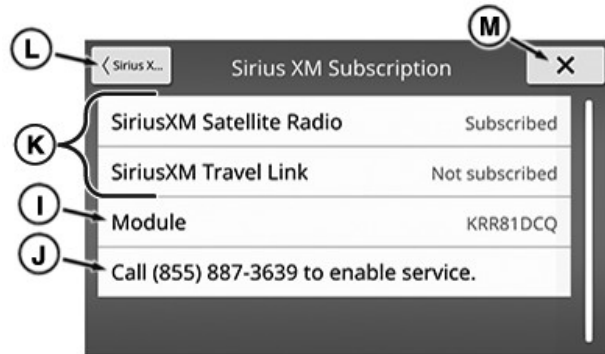 M
L
< Sirius X...
Sirius XM Subscription
X
K
SiriusXM Satellite Radio Subscribed
SiriusXM Travel Link Not subscribed
I
Module KRR81DCQ
J
Call (855) 887-3639 to enable service.